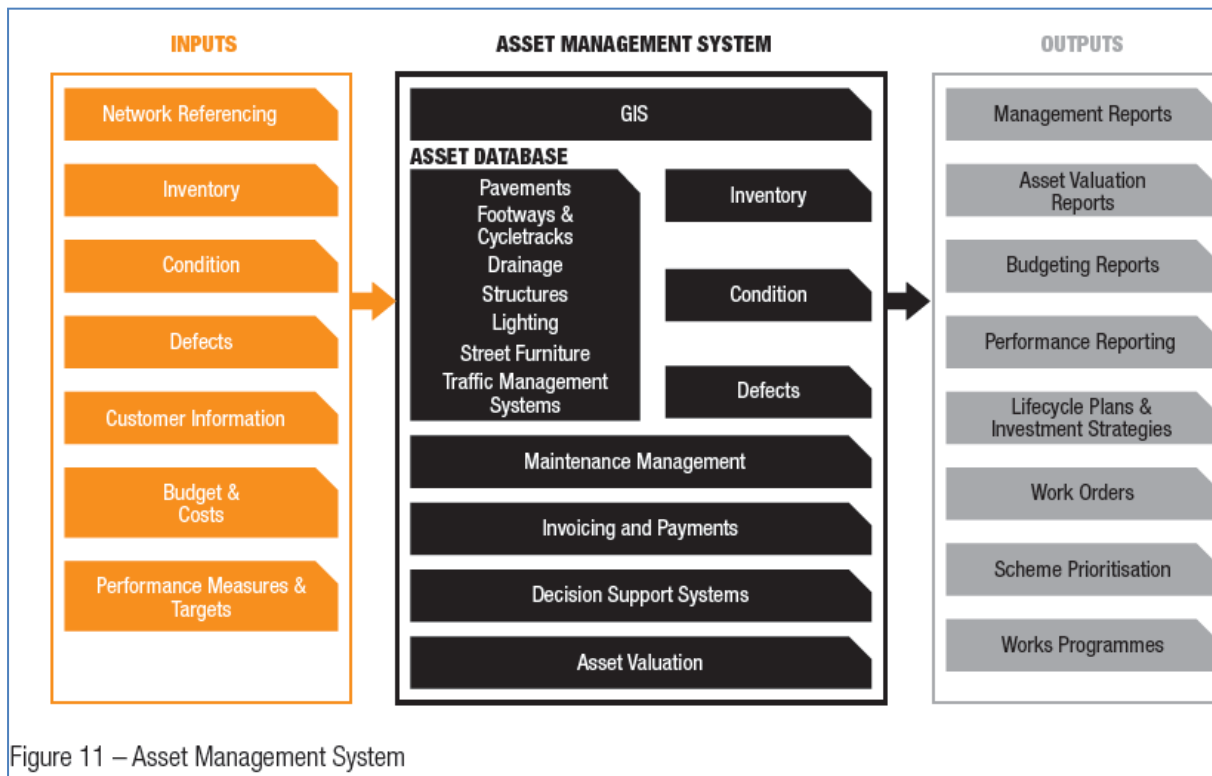 INPUTS
Network Referencing
Inventory
Condition
Defects
Customer Information
Budget &
Costs
Performance Measures &
Targets
ASSET MANAGEMENT SYSTEM
GIS
ASSET DATABASE
Pavements
Footways &
Cycletracks
Drainage
Structures
Lighting
Street Furniture
Traffic Management
Systems
Inventory
Condition
Defects
Maintenance Management
Invoicing and Payments
Decision Support Systems
Asset Valuation
OUTPUTS
Management Reports
Asset Valuation
Reports
Budgeting Reports
Performance Reporting
Lifecycle Plans &
Investment Strategies
Work Orders
Scheme Prioritisation
Works Programmes
Figure 11 – Asset Management System